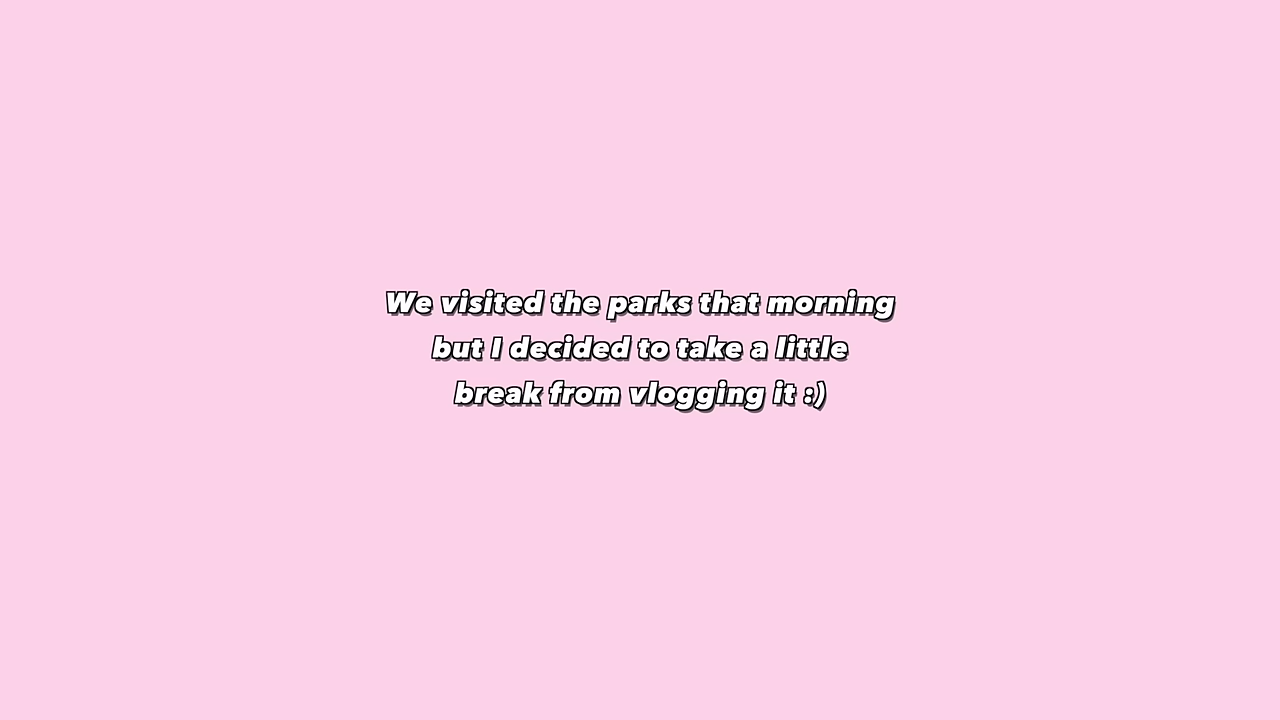 We visited the parks that morning
but I decided to take a little
break from vlogging it :)